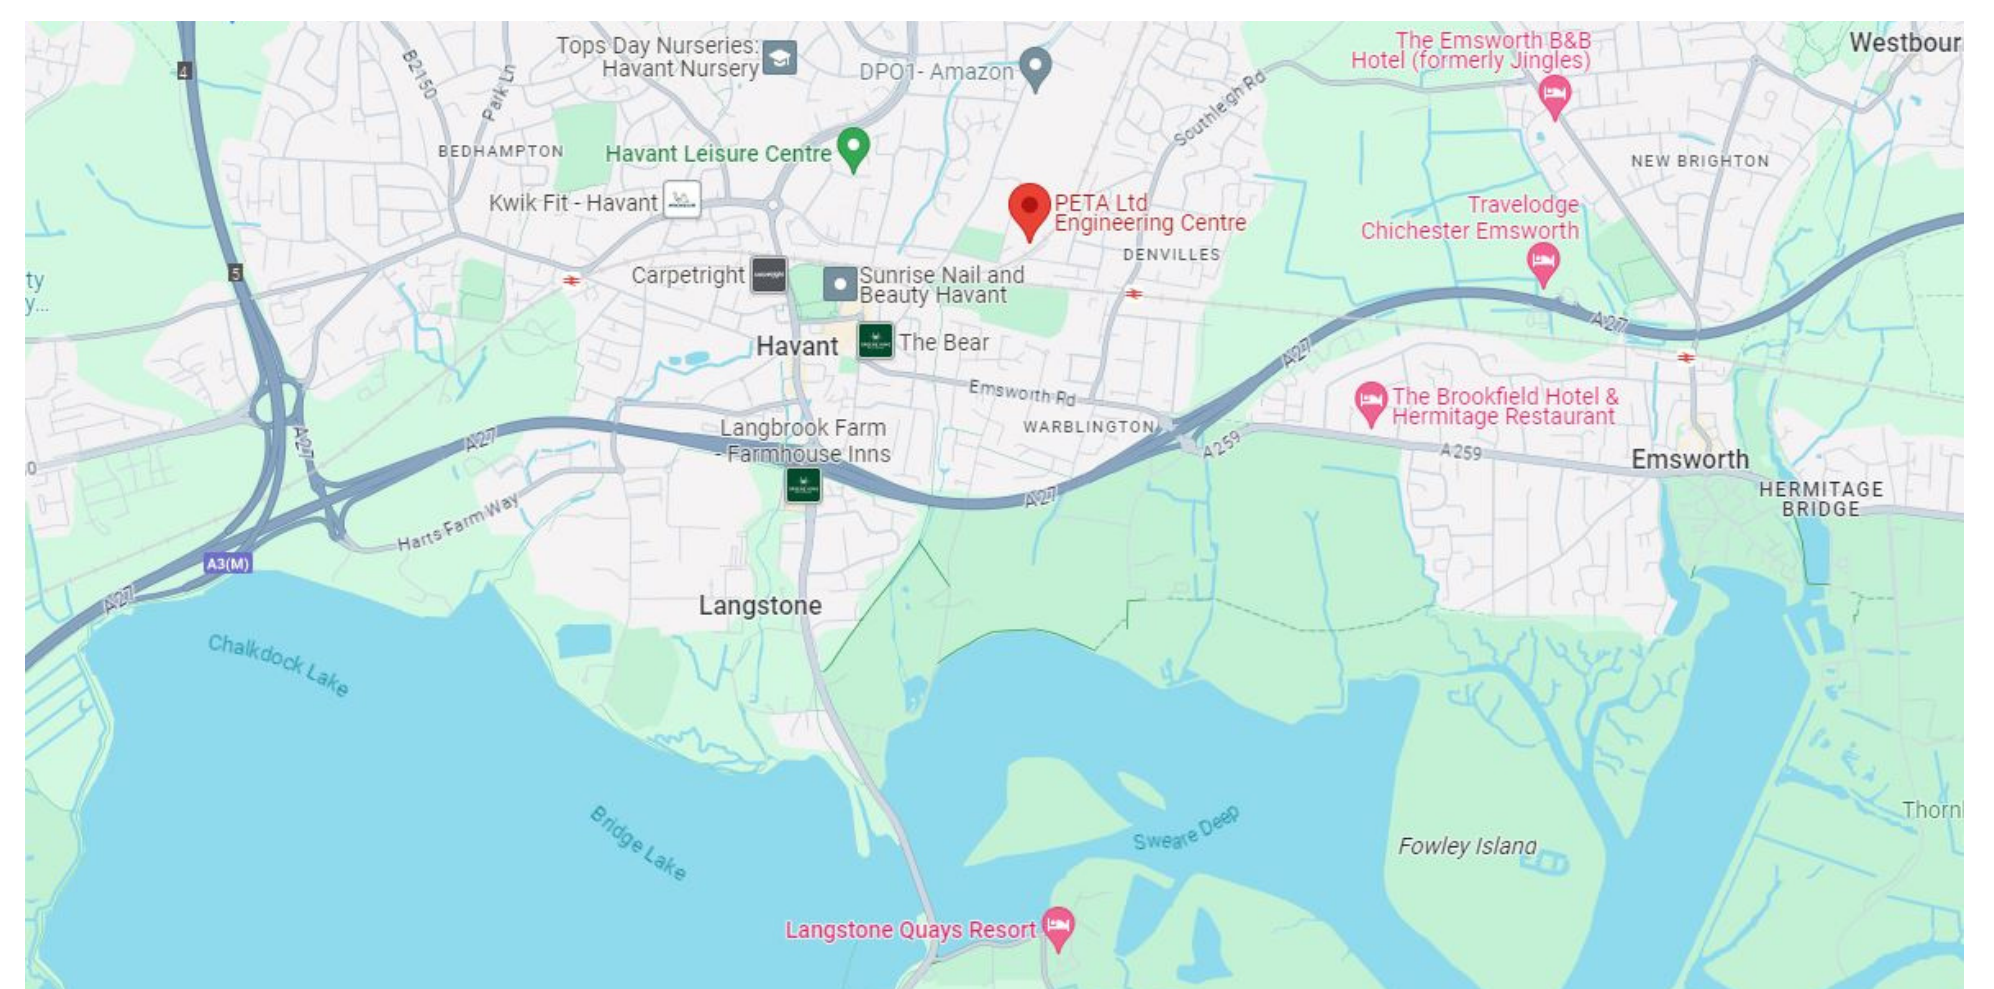 Tops Day Nurseries:
Havant Nursery
DPO1- Amazon
The Emsworth B&B
Hotel (formerly Jingles)
Westbour
4
B2150
Park Ln
Southleigh Rd
BEDHAMPTON
Havant Leisure Centre
NEW BRIGHTON
Kwik Fit - Havant
PETA Ltd
Engineering Centre
Travelodge
Chichester Emsworth
DENVILLES
5
ty
y...
Carpetright
Sunrise Nail and
Beauty Havant
A27
Havant
The Bear
A27
Emsworth Rd
The Brookfield Hotel &
Hermitage Restaurant
A27
A27
Langbrook Farm
- Farmhouse Inns
WARBLINGTON
A259
A259
Emsworth
0
HERMITAGE
BRIDGE
A27
Harts Farm Way
A3(M)
A27
Langstone
Chalkdock Lake
Bridge Lake
Sweare Deep
Thorn
Fowley Island
Langstone Quays Resort